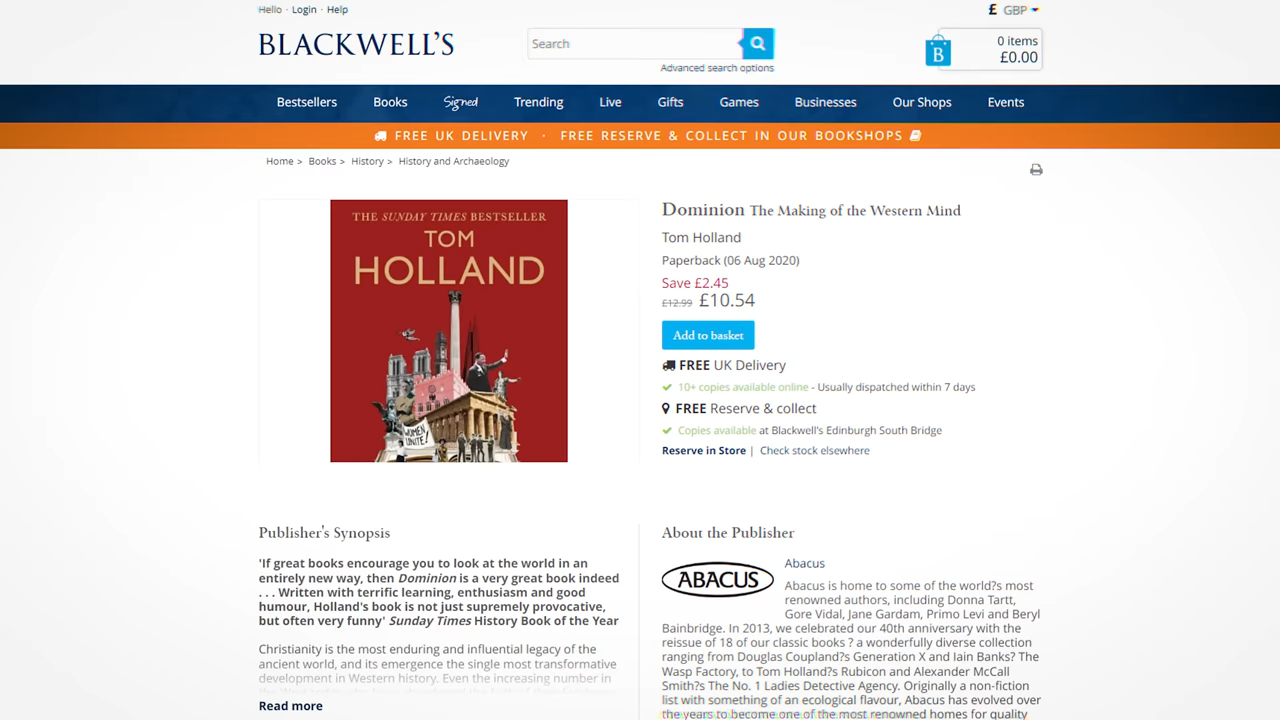 Hello · Login · Help
£ GBP
BLACKWELL'S
Search
Advanced search options
B
0 items
£0.00
Bestsellers Books Signed Trending Live Gifts Games Businesses Our Shops Events
FREE UK DELIVERY · FREE RESERVE & COLLECT IN OUR BOOKSHOPS
Home > Books > History > History and Archaeology
THE SUNDAY TIMES BESTSELLER
TOM
HOLLAND
WOMEN
UNITE!
Dominion The Making of the Western Mind
Tom Holland
Paperback (06 Aug 2020)
Save £2.45
£12.99 £10.54
Add to basket
FREE UK Delivery
10+ copies available online - Usually dispatched within 7 days
FREE Reserve & collect
Copies available at Blackwell's Edinburgh South Bridge
Reserve in Store | Check stock elsewhere
Publisher's Synopsis
'If great books encourage you to look at the world in an
entirely new way, then Dominion is a very great book indeed
. . . Written with terrific learning, enthusiasm and good
humour, Holland's book is not just supremely provocative,
but often very funny' Sunday Times History Book of the Year
Christianity is the most enduring and influential legacy of the
ancient world, and its emergence the single most transformative
development in Western history. Even the increasing number in
Read more
About the Publisher
ABACUS
Abacus
Abacus is home to some of the world?s most
renowned authors, including Donna Tartt,
Gore Vidal, Jane Gardam, Primo Levi and Beryl
Bainbridge. In 2013, we celebrated our 40th anniversary with the
reissue of 18 of our classic books ? a wonderfully diverse collection
ranging from Douglas Coupland?s Generation X and Iain Banks? The
Wasp Factory, to Tom Holland?s Rubicon and Alexander McCall
Smith?s The No. 1 Ladies Detective Agency. Originally a non-fiction
list with something of an ecological flavour, Abacus has evolved over
the years to become one of the most renowned homes for quality